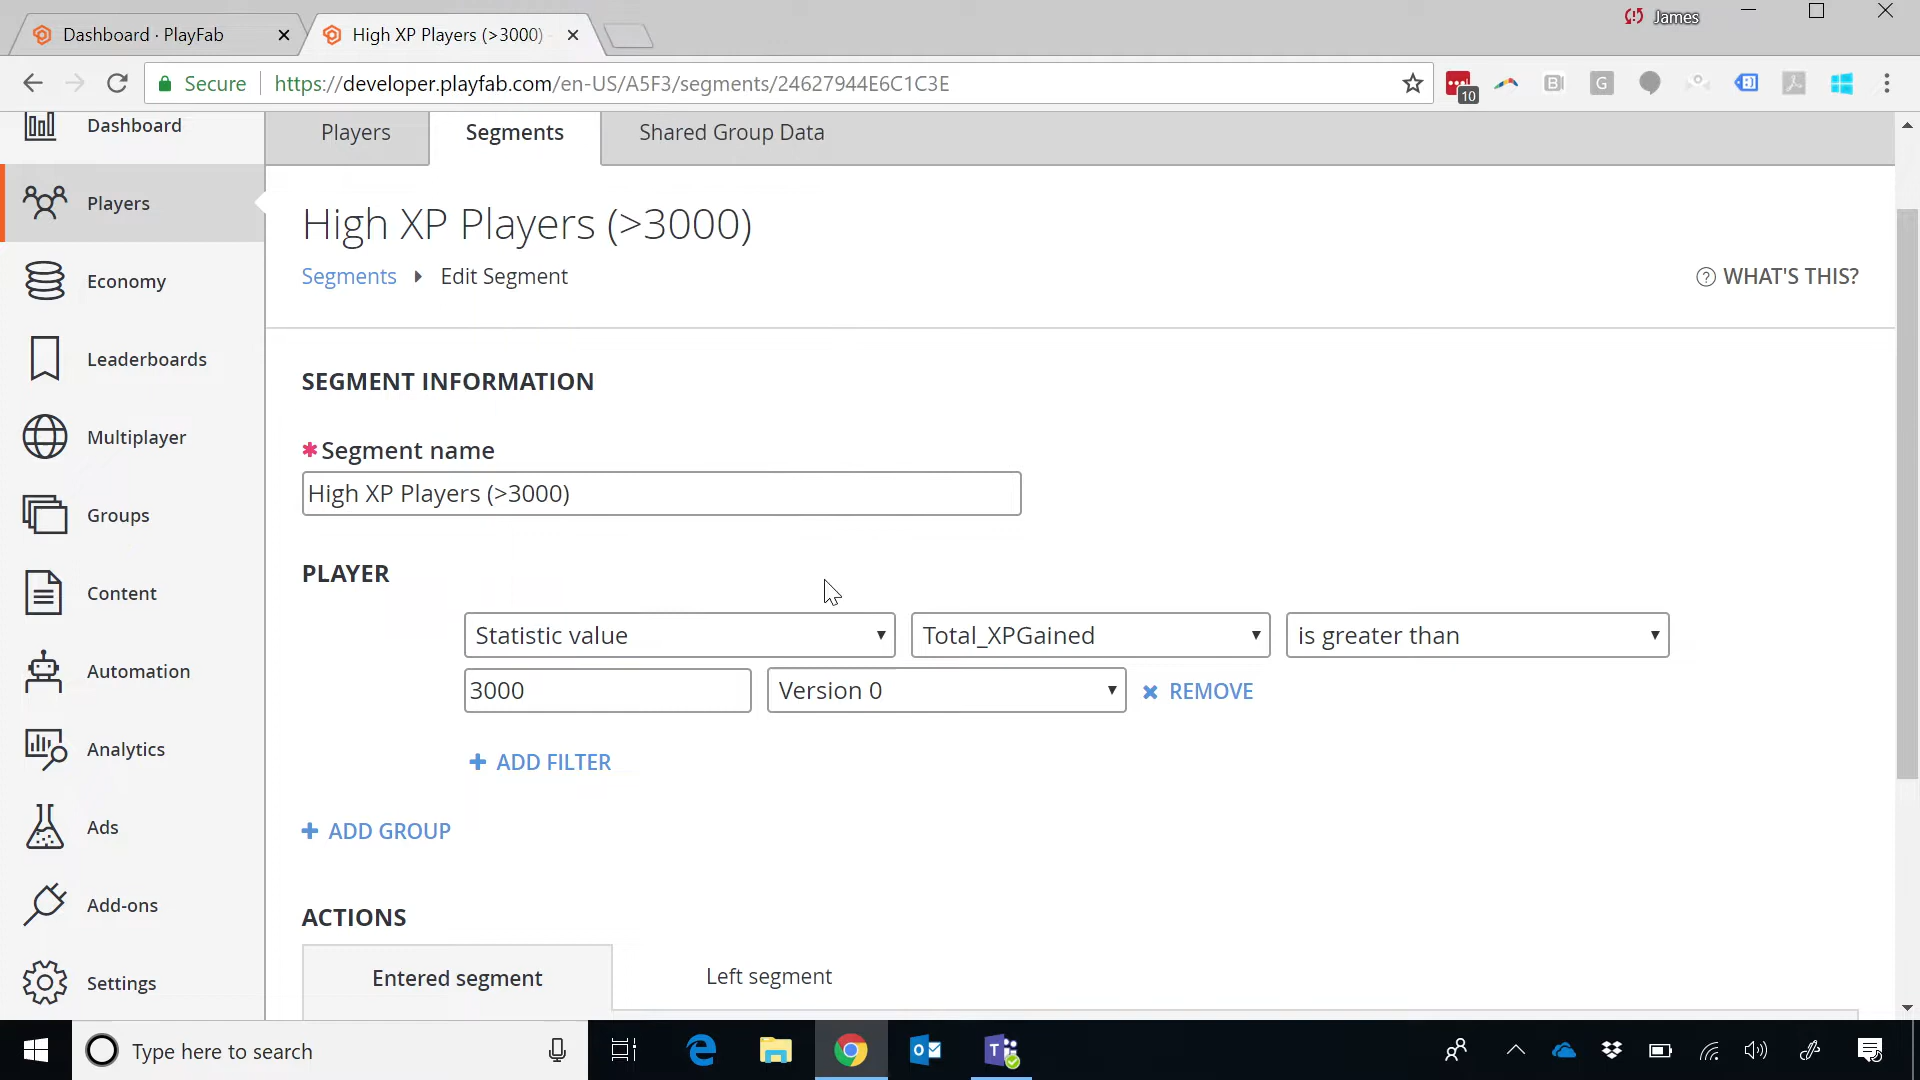 Dashboard · PlayFab
High XP Players (>3000)
James
Secure
https://developer.playfab.com/en-US/A5F3/segments/24627944E6C1C3E
10
B
G
Dashboard
Players
Economy
Leaderboards
Multiplayer
Groups
Content
Automation
Analytics
Ads
Add-ons
Settings
Players
Segments
Shared Group Data
High XP Players (>3000)
Segments
Edit Segment
? WHAT'S THIS?
SEGMENT INFORMATION
*Segment name
High XP Players (>3000)
PLAYER
Statistic value
Total_XPGained
is greater than
3000
Version 0
REMOVE
+ ADD FILTER
+ ADD GROUP
ACTIONS
Entered segment
Left segment
Type here to search